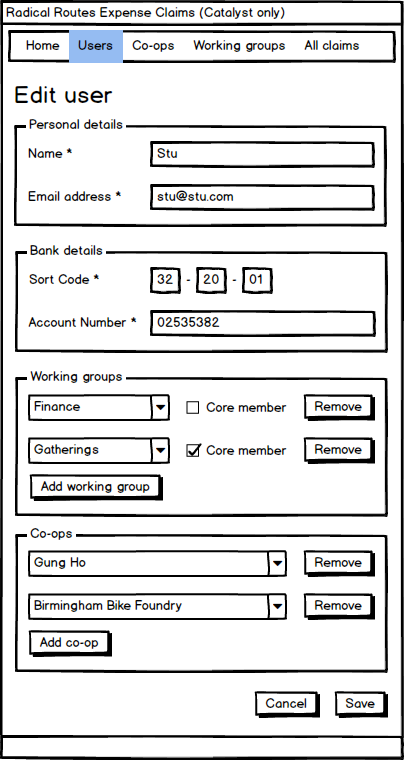 Radical Routes Expense Claims (Catalyst only)
Home Users Co-ops Working groups All claims
Edit user
Personal details
Name * Stu
Email address * stu@stu.com
Bank details
Sort Code * 32 - 20 - 01
Account Number * 02535382
Working groups
Finance Core member Remove
Gatherings Core member Remove
Add working group
Co-ops
Gung Ho Remove
Birmingham Bike Foundry Remove
Add co-op
Cancel Save